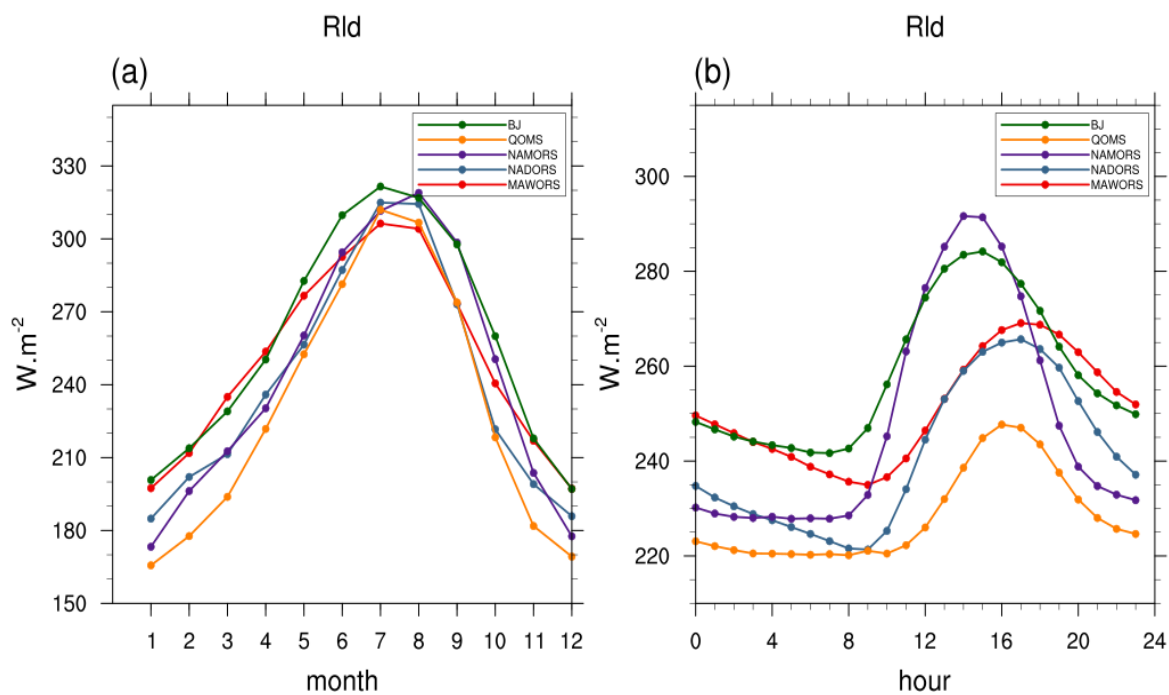 Rld
(a)
BJ
QOMS
NAMORS
NADORS
MAWORS
330
300
270
240
210
180
150
W.m-2
1 2 3 4 5 6 7 8 9 10 11 12
month
Rld
(b)
BJ
QOMS
NAMORS
NADORS
MAWORS
300
280
260
240
220
W.m-2
0 4 8 12 16 20 24
hour